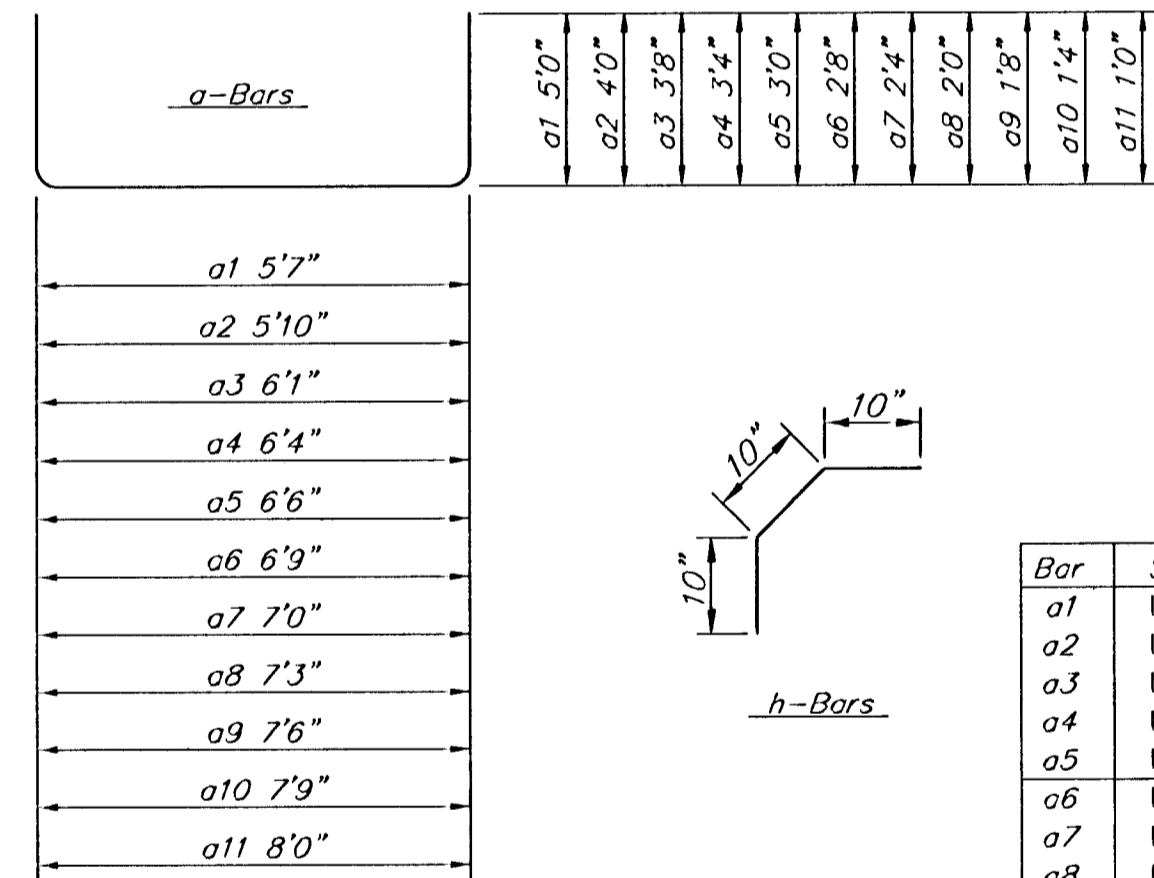 a-Bars
a1 5'0"
a2 4'0"
a3 3'8"
a4 3'4"
a5 3'0"
a6 2'8"
a7 2'4"
a8 2'0"
a9 1'8"
a10 1'4"
a11 1'0"
a1 5'7"
a2 5'10"
a3 6'1"
a4 6'4"
a5 6'6"
a6 6'9"
a7 7'0"
a8 7'3"
a9 7'6"
a10 7'9"
a11 8'0"
10"
10"
10"
h-Bars
Bar
a1
a2
a3
a4
a5
a6
a7
a8